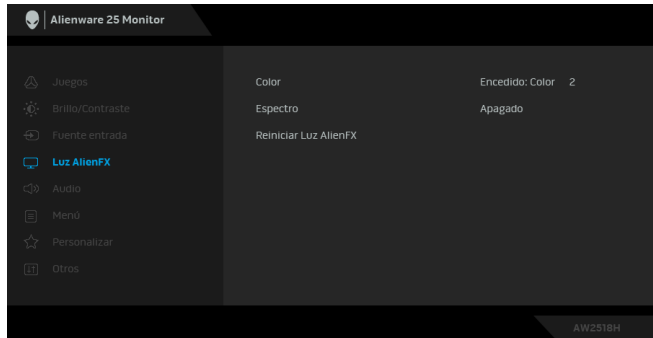 Alienware 25 Monitor
Juegos
Brillo/Contraste
Fuente entrada
Luz AlienFX
Audio
Menú
Personalizar
Otros
Color Encedido: Color 2
Espectro Apagado
Reiniciar Luz AlienFX
AW2518H